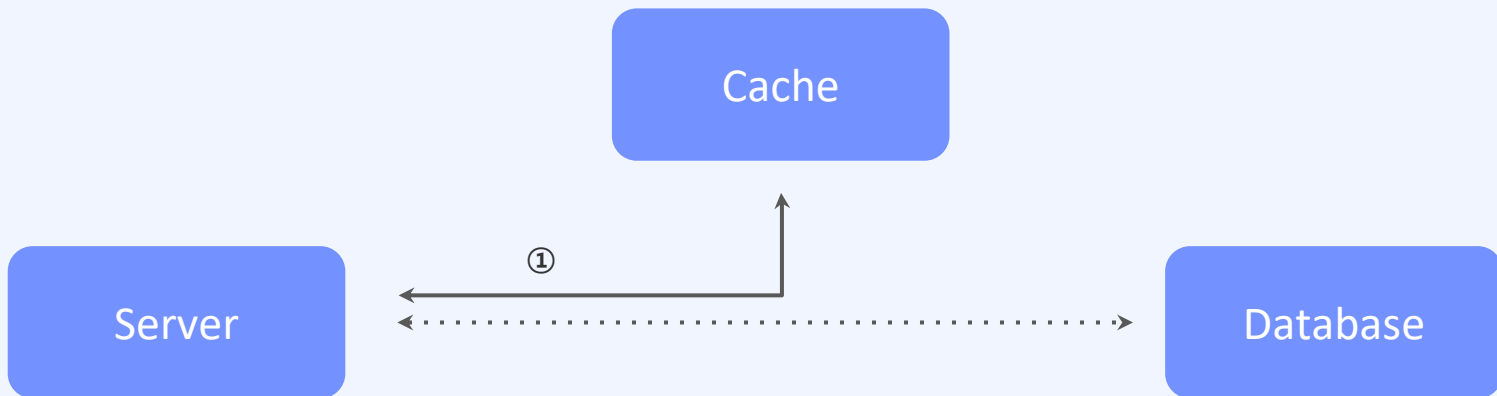 Cache
①
Server
Database